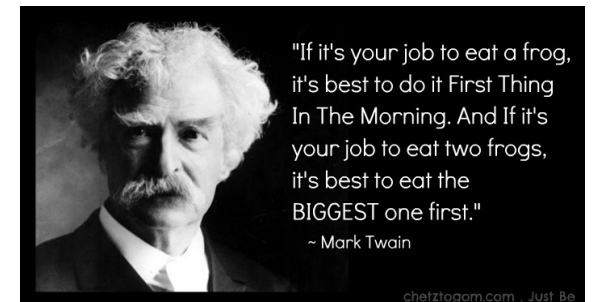 "If it's your job to eat a frog,
it's best to do it First Thing
In The Morning. And If it's
your job to eat two frogs,
it's best to eat the
BIGGEST one first."
~ Mark Twain
chetztogom.com . Just Be